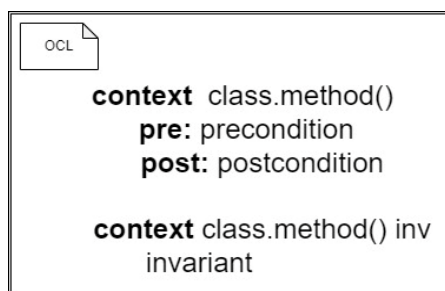 OCL
context class.method()
pre: precondition
post: postcondition
context class.method() inv
invariant